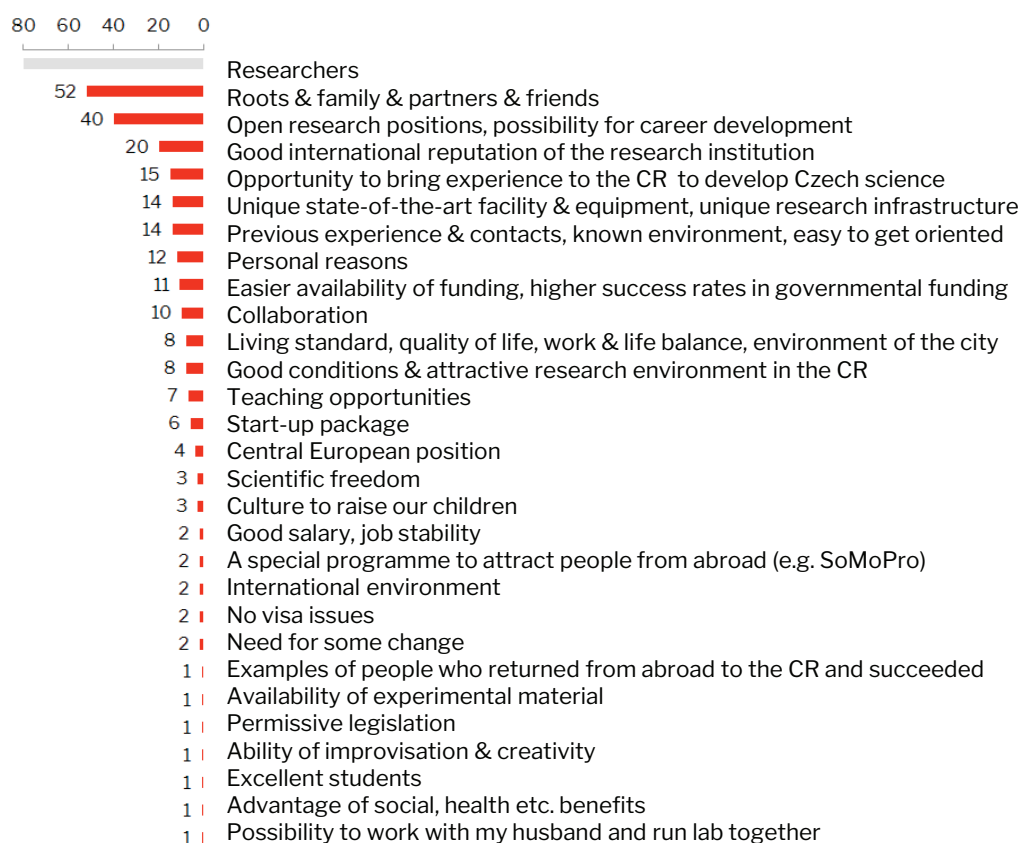 80 60 40 20 0
Researchers
52 Roots & family & partners & friends
40 Open research positions, possibility for career development
20 Good international reputation of the research institution
15 Opportunity to bring experience to the CR to develop Czech science
14 Unique state-of-the-art facility & equipment, unique research infrastructure
14 Previous experience & contacts, known environment, easy to get oriented
12 Personal reasons
11 Easier availability of funding, higher success rates in governmental funding
10 Collaboration
8 Living standard, quality of life, work & life balance, environment of the city
8 Good conditions & attractive research environment in the CR
7 Teaching opportunities
6 Start-up package
4 Central European position
3 Scientific freedom
3 Culture to raise our children
2 Good salary, job stability
2 A special programme to attract people from abroad (e.g. SoMoPro)
2 International environment
2 No visa issues
2 Need for some change
1 Examples of people who returned from abroad to the CR and succeeded
1 Availability of experimental material
1 Permissive legislation
1 Ability of improvisation & creativity
1 Excellent students
1 Advantage of social, health etc. benefits
1 Possibility to work with my husband and run lab together